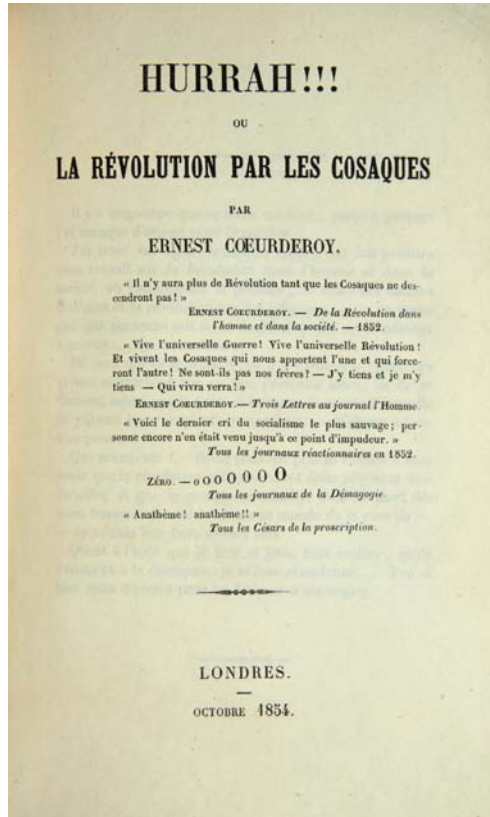 HURRAH!!!
OU
LA RÉVOLUTION PAR LES COSAQUES
PAR
ERNEST CŒURDEROY.
« Il n'y aura plus de Révolution tant que les Cosaques ne des-
cendront pas ! »
ERNEST CŒURDEROY. — De la Révolution dans
l'homme et dans la société. — 1852.
« Vive l'universelle Guerre! Vive l'universelle Révolution!
Et vivent les Cosaques qui nous apportent l'une et qui force-
ront l'autre! Ne sont-ils pas nos frères? — J'y tiens et je m'y
tiens — Qui vivra verra! »
ERNEST CŒURDEROY.— Trois Lettres au journal l'Homme.
« Voici le dernier cri du socialisme le plus sauvage; per-
sonne encore n'en était venu jusqu'à ce point d'impudeur. »
Tous les journaux réactionnaires en 1852.
ZÉRO. — 0 0 0 0 0 0 0
Tous les journaux de la Démagogie.
« Anathème! anathème!! »
Tous les Césars de la proscription.
LONDRES.
OCTOBRE 1854.